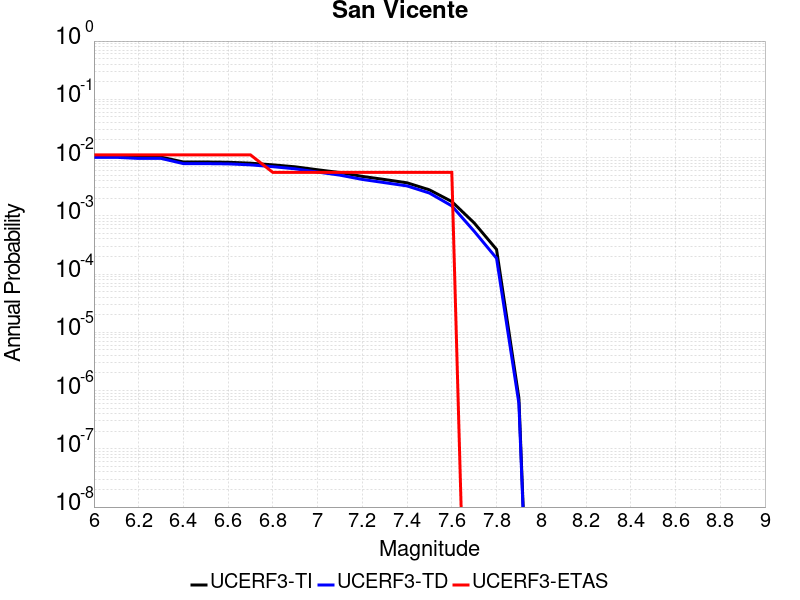 San Vicente
10^0
10^-1
10^-2
10^-3
10^-4
10^-5
10^-6
10^-7
10^-8
Annual Probability
6 6.2 6.4 6.6 6.8 7 7.2 7.4 7.6 7.8 8 8.2 8.4 8.6 8.8 9
Magnitude
UCERF3-TI UCERF3-TD UCERF3-ETAS